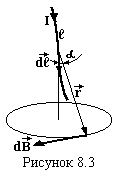 I
ℓ
dℓ⃗ α
r⃗
dB⃗
Рисунок 8.3